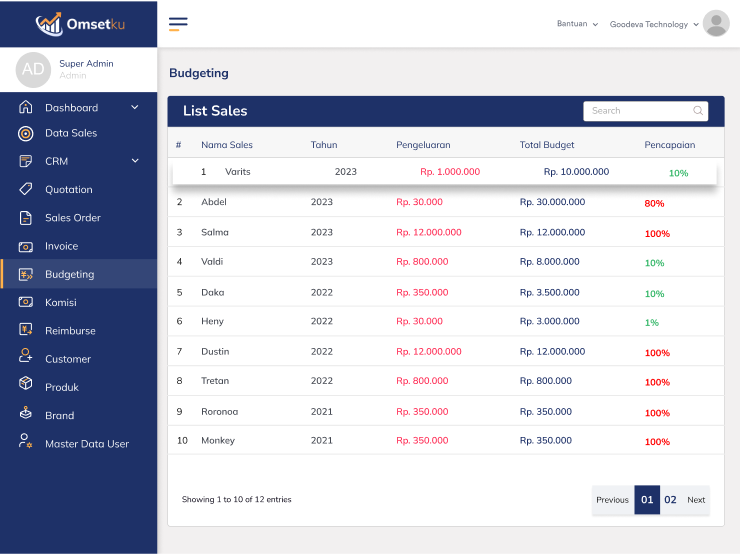 Omsetku
Bantuan
Goodeva Technology
AD
Super Admin
Admin
Dashboard
Data Sales
CRM
Quotation
Sales Order
Invoice
Budgeting
Komisi
Reimburse
Customer
Produk
Brand
Master Data User
Budgeting
List Sales
Search
# Nama Sales Tahun Pengeluaran Total Budget Pencapaian
1 Varits 2023 Rp. 1.000.000 Rp. 10.000.000 10%
2 Abdel 2023 Rp. 30.000 Rp. 30.000.000 80%
3 Salma 2023 Rp. 12.000.000 Rp. 12.000.000 100%
4 Valdi 2023 Rp. 800.000 Rp. 8.000.000 10%
5 Daka 2022 Rp. 350.000 Rp. 3.500.000 10%
6 Heny 2022 Rp. 30.000 Rp. 3.000.000 1%
7 Dustin 2022 Rp. 12.000.000 Rp. 12.000.000 100%
8 Tretan 2022 Rp. 800.000 Rp. 800.000 100%
9 Roronoa 2021 Rp. 350.000 Rp. 350.000 100%
10 Monkey 2021 Rp. 350.000 Rp. 350.000 100%
Showing 1 to 10 of 12 entries
Previous 01 02 Next